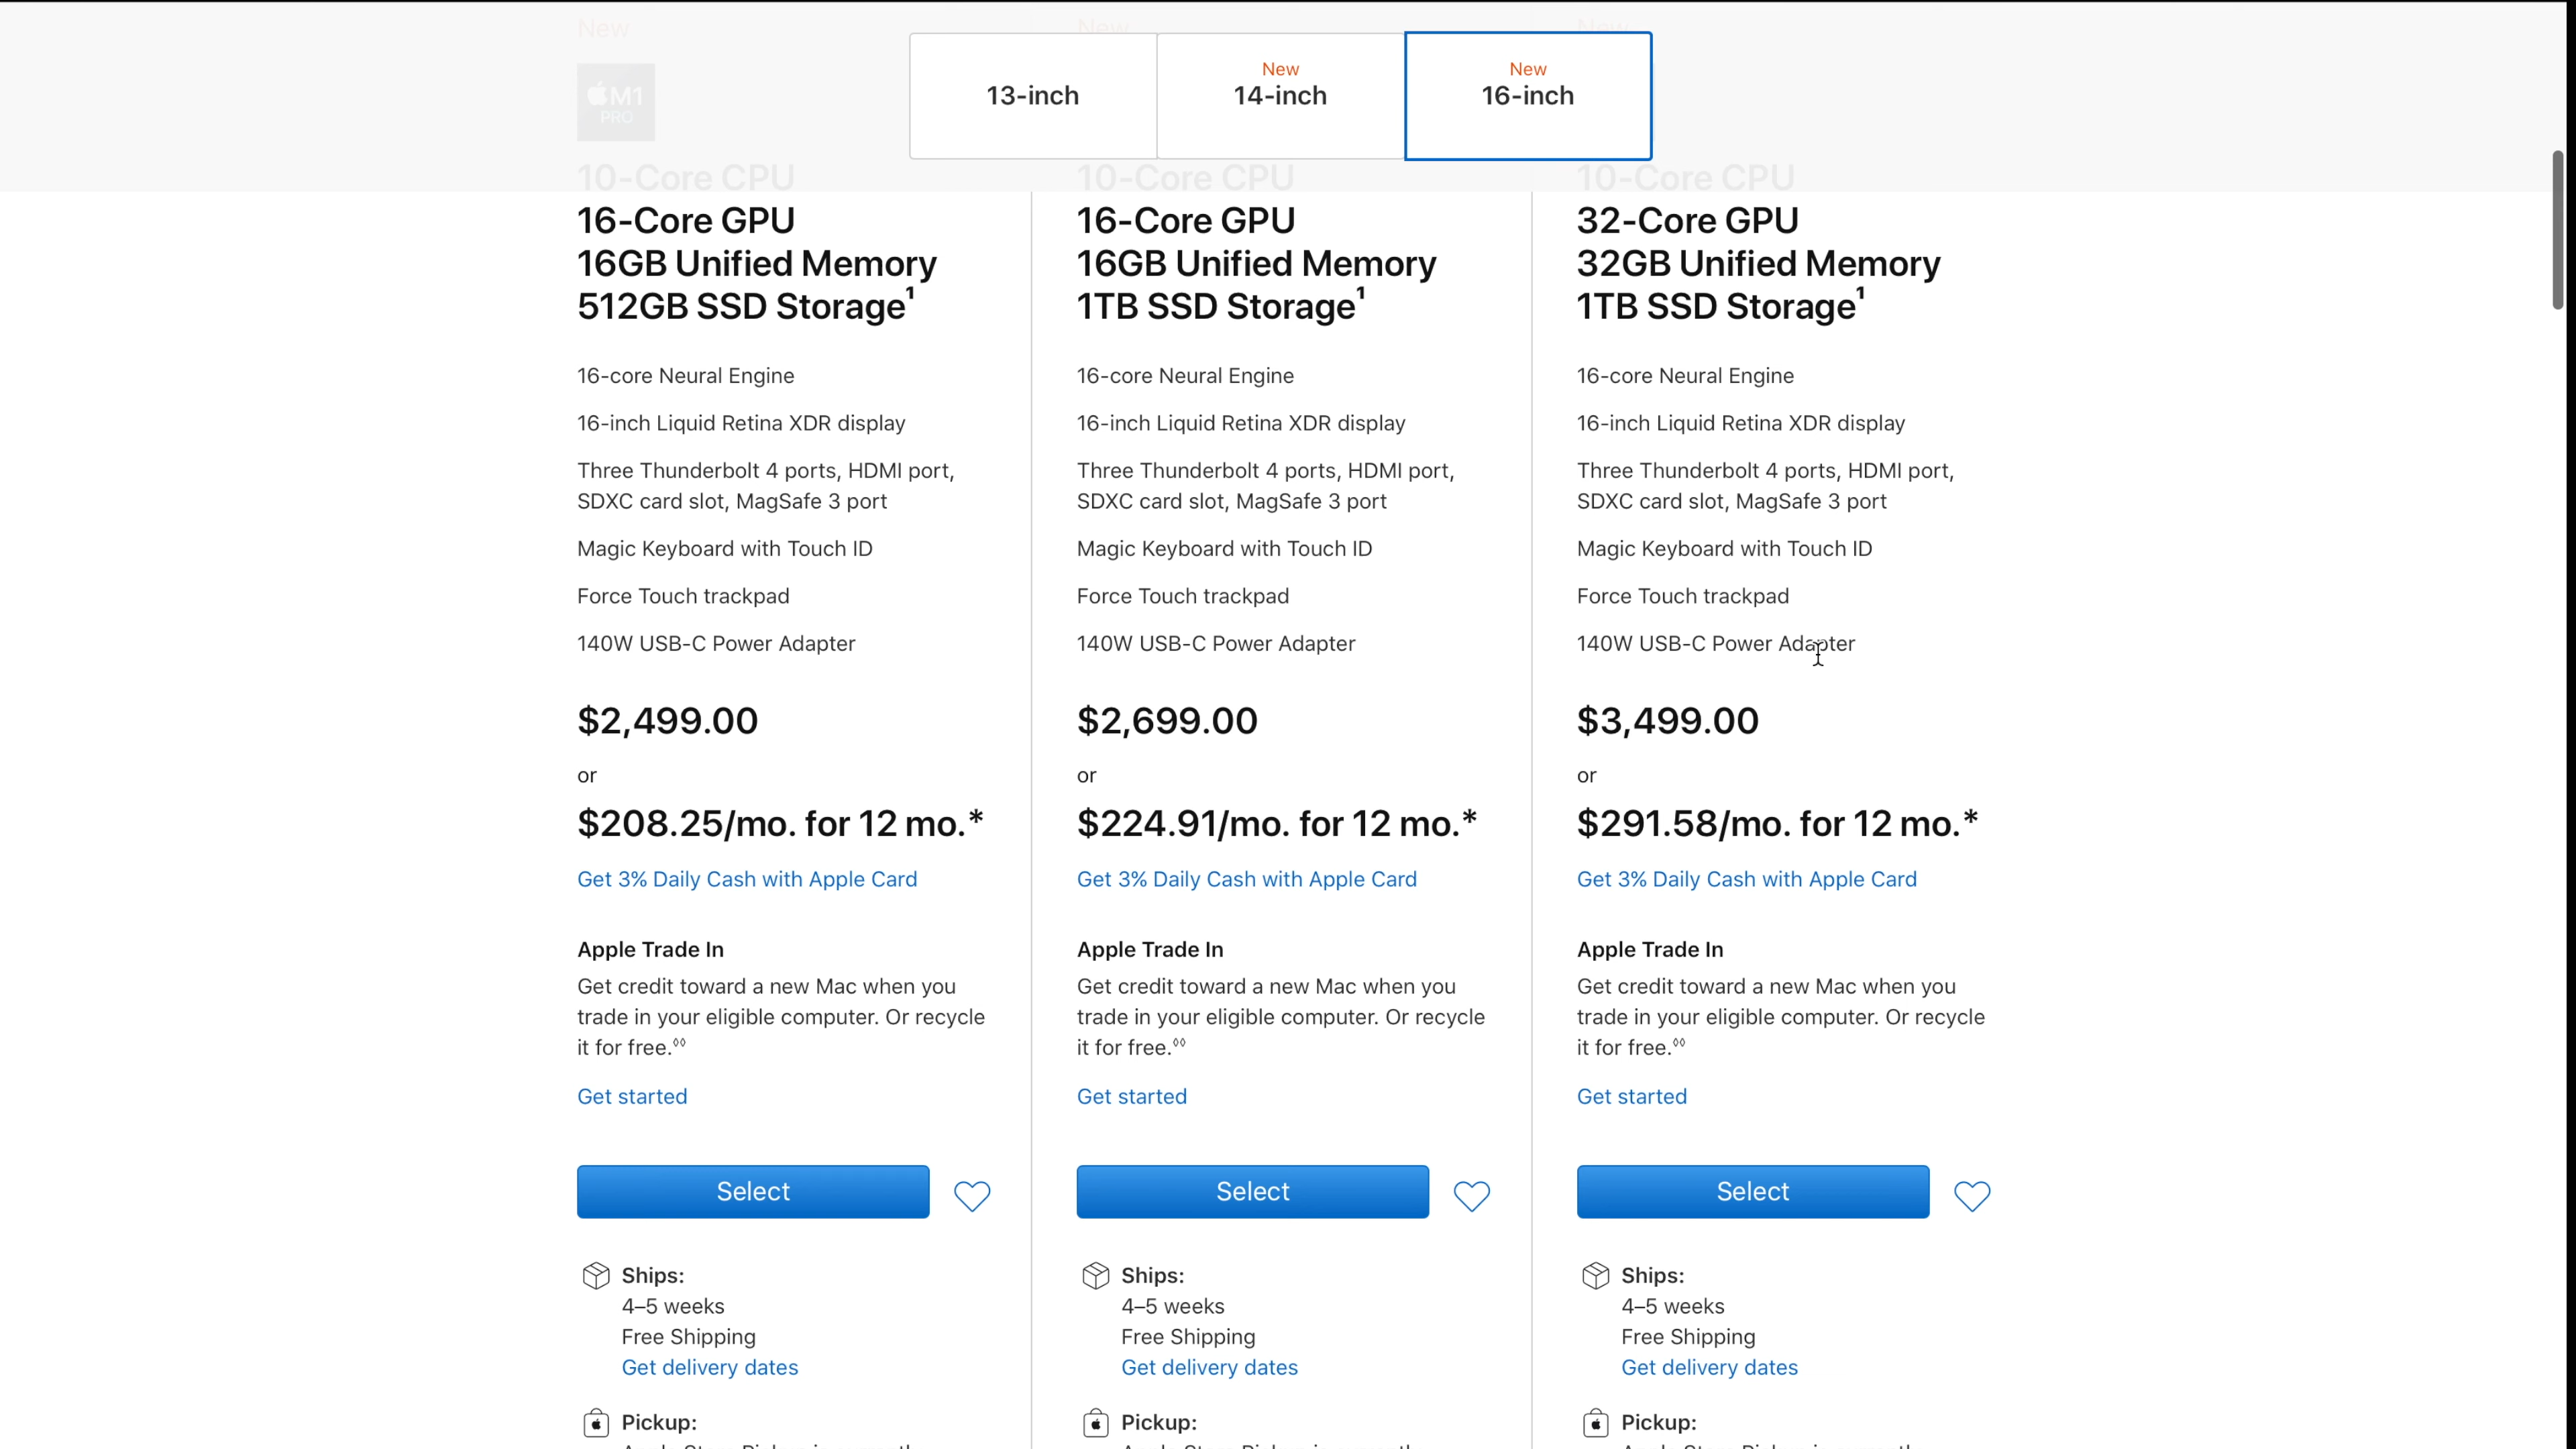 New
New
New
13-inch
New
14-inch
New
16-inch
M1
PRO
10-Core CPU
16-Core GPU
16GB Unified Memory
512GB SSD Storage¹
16-core Neural Engine
16-inch Liquid Retina XDR display
Three Thunderbolt 4 ports, HDMI port,
SDXC card slot, MagSafe 3 port
Magic Keyboard with Touch ID
Force Touch trackpad
140W USB-C Power Adapter
$2,499.00
or
$208.25/mo. for 12 mo.*
Get 3% Daily Cash with Apple Card
Apple Trade In
Get credit toward a new Mac when you
trade in your eligible computer. Or recycle
it for free.◊◊
Get started
Select
Ships:
4–5 weeks
Free Shipping
Get delivery dates
Pickup:
10-Core CPU
16-Core GPU
16GB Unified Memory
1TB SSD Storage¹
16-core Neural Engine
16-inch Liquid Retina XDR display
Three Thunderbolt 4 ports, HDMI port,
SDXC card slot, MagSafe 3 port
Magic Keyboard with Touch ID
Force Touch trackpad
140W USB-C Power Adapter
$2,699.00
or
$224.91/mo. for 12 mo.*
Get 3% Daily Cash with Apple Card
Apple Trade In
Get credit toward a new Mac when you
trade in your eligible computer. Or recycle
it for free.◊◊
Get started
Select
Ships:
4–5 weeks
Free Shipping
Get delivery dates
Pickup:
10-Core CPU
32-Core GPU
32GB Unified Memory
1TB SSD Storage¹
16-core Neural Engine
16-inch Liquid Retina XDR display
Three Thunderbolt 4 ports, HDMI port,
SDXC card slot, MagSafe 3 port
Magic Keyboard with Touch ID
Force Touch trackpad
140W USB-C Power Adapter
$3,499.00
or
$291.58/mo. for 12 mo.*
Get 3% Daily Cash with Apple Card
Apple Trade In
Get credit toward a new Mac when you
trade in your eligible computer. Or recycle
it for free.◊◊
Get started
Select
Ships:
4–5 weeks
Free Shipping
Get delivery dates
Pickup: